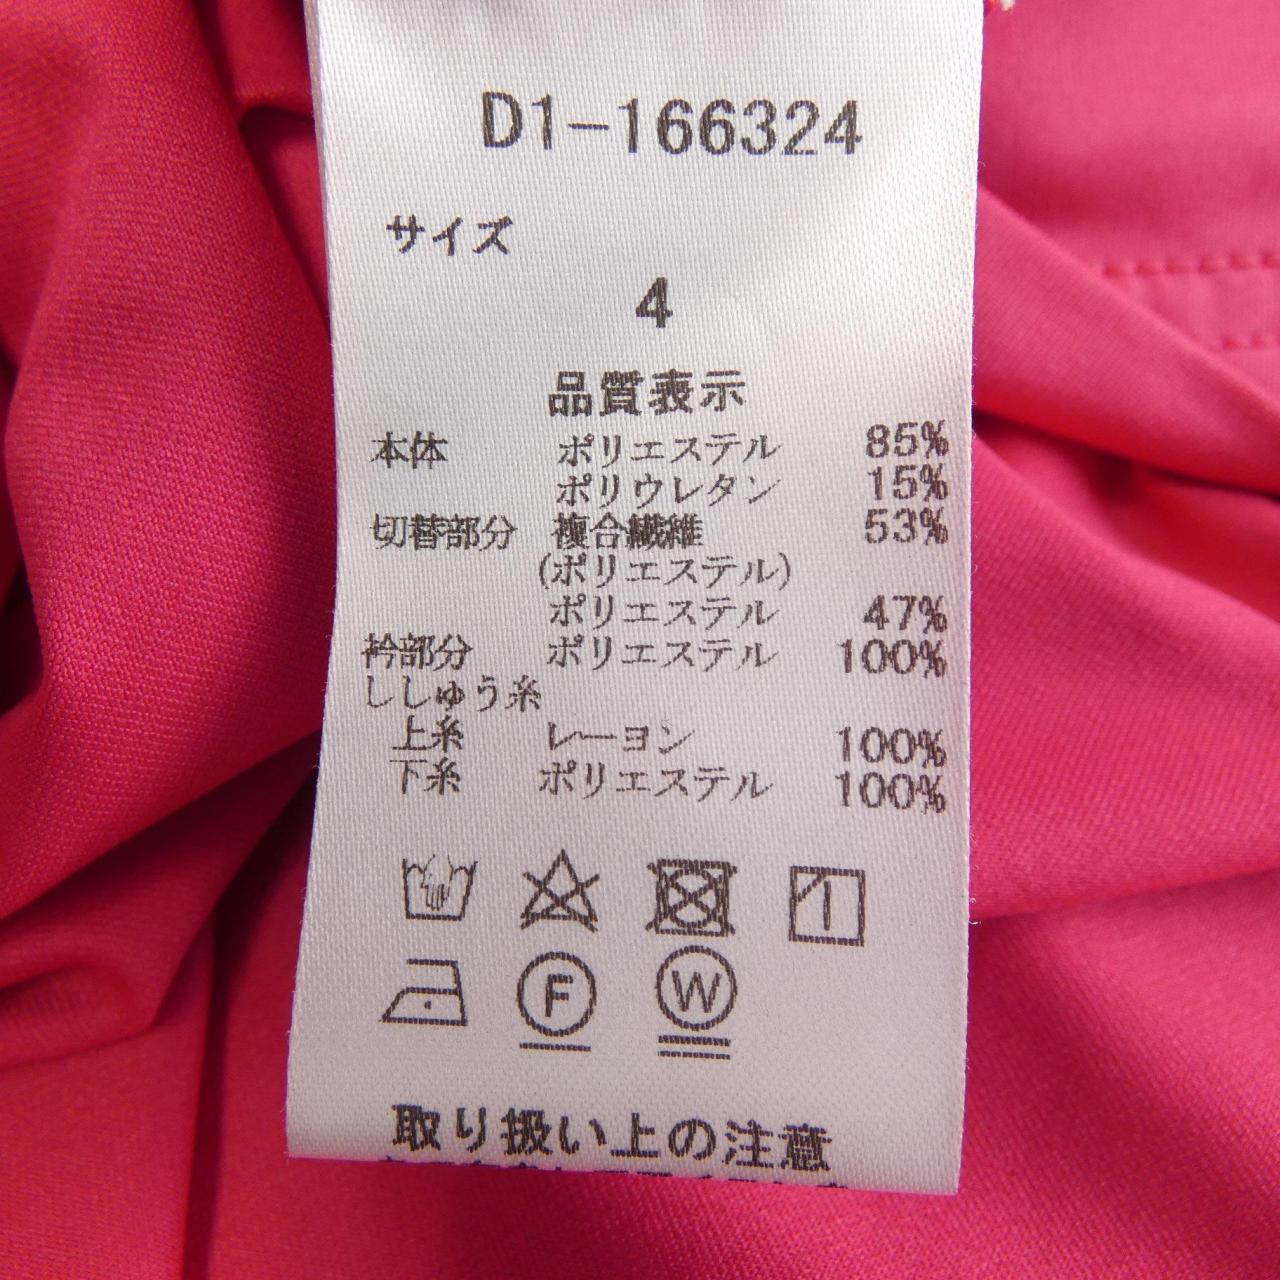 D1-166324
サイズ
4
品質表示
本体 ポリエステル 85%
ポリウレタン 15%
切替部分 複合繊維 53%
(ポリエステル)
ポリエステル 47%
衿部分 ポリエステル 100%
ししゅう糸
上糸 レーヨン 100%
下糸 ポリエステル 100%
F W
取り扱い上の注意